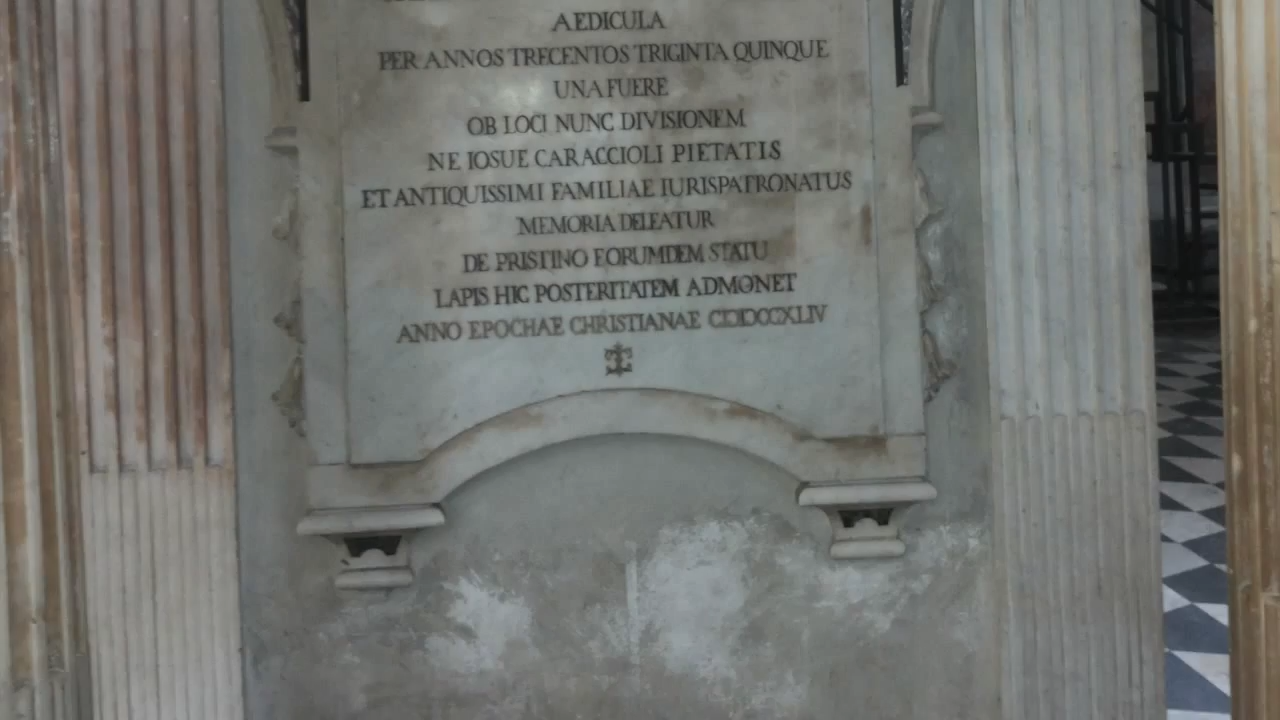 AEDICULA
PER ANNOS TRECENTOS TRIGINTA QUINQUE
UNA FUERE
OB LOCI NUNC DIVISIONEM
NE IOSUE CARACCIOLI PIETATIS
ET ANTIQUISSIMI FAMILIAE IURISPATRONATUS
MEMORIA DELEATUR
DE PRISTINO EORUMDEM STATU
LAPIS HIC POSTERITATEM ADMONET
ANNO EPOCHAE CHRISTIANAE